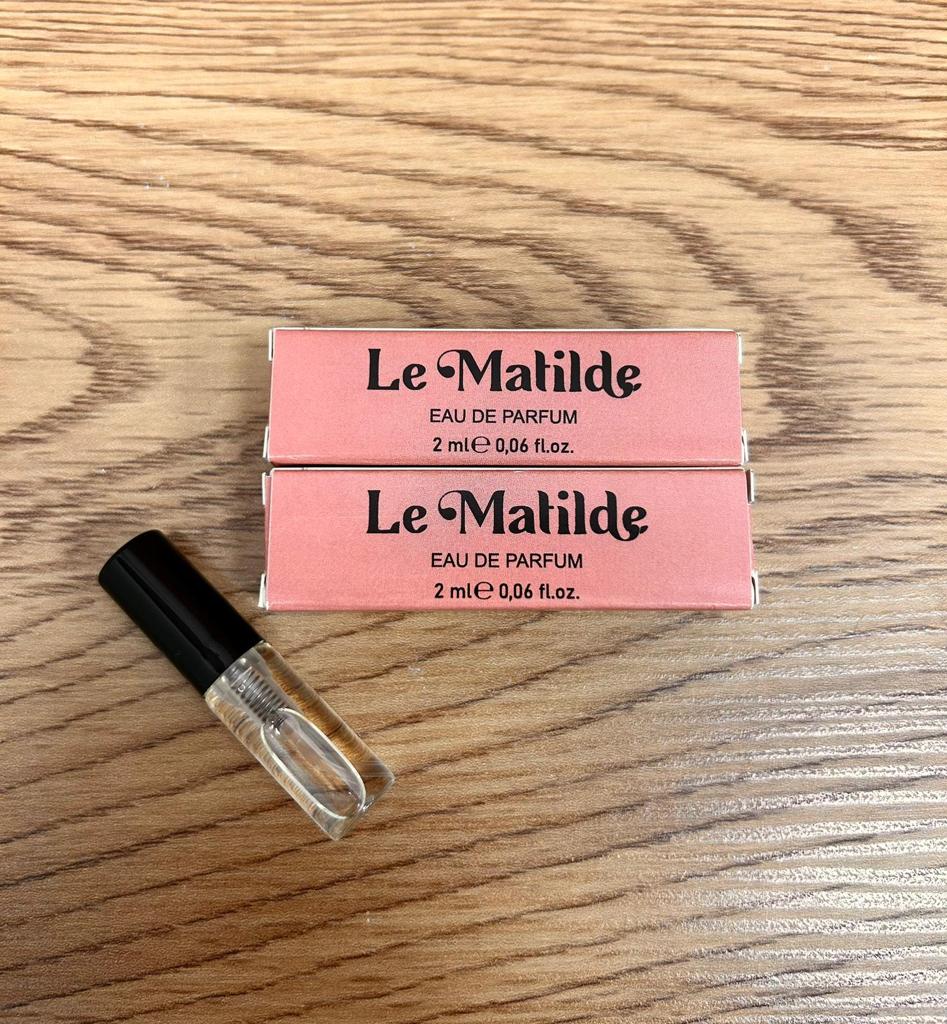 Le Matilde
EAU DE PARFUM
2 ml℮ 0,06 fl.oz.
Le Matilde
EAU DE PARFUM
2 ml℮ 0,06 fl.oz.